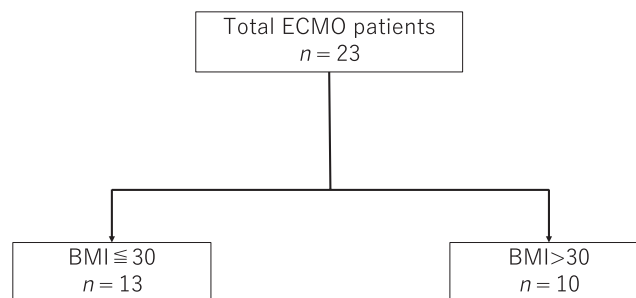 Total ECMO patients
n = 23
BMI≦30
n = 13
BMI>30
n = 10